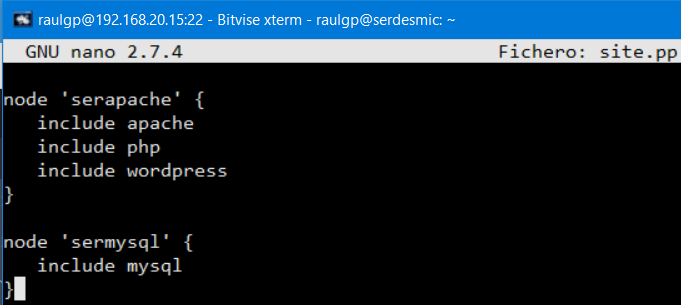 raulgp@192.168.20.15:22 - Bitvise xterm - raulgp@serdesmic: ~
GNU nano 2.7.4 Fichero: site.pp
node 'serapache' {
include apache
include php
include wordpress
}
node 'sermysql' {
include mysql
}